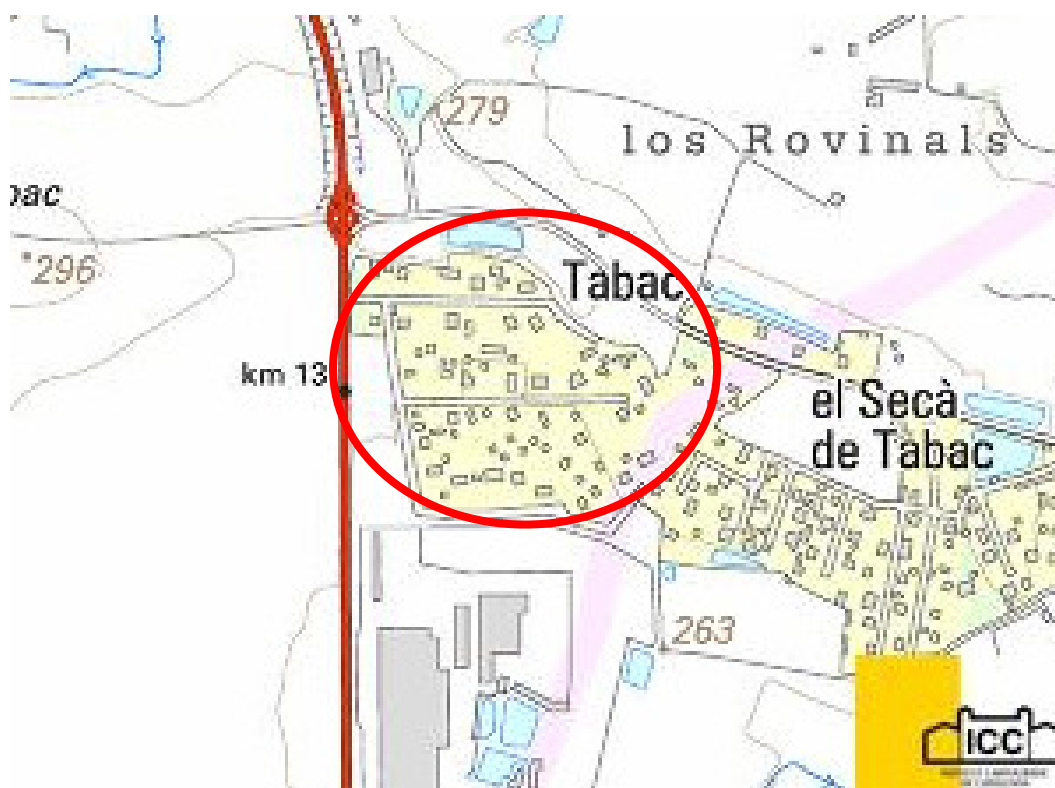 279
los Rovinals
bac
296
Tabac
km 13
el Secà
de Tabac
263
ICC